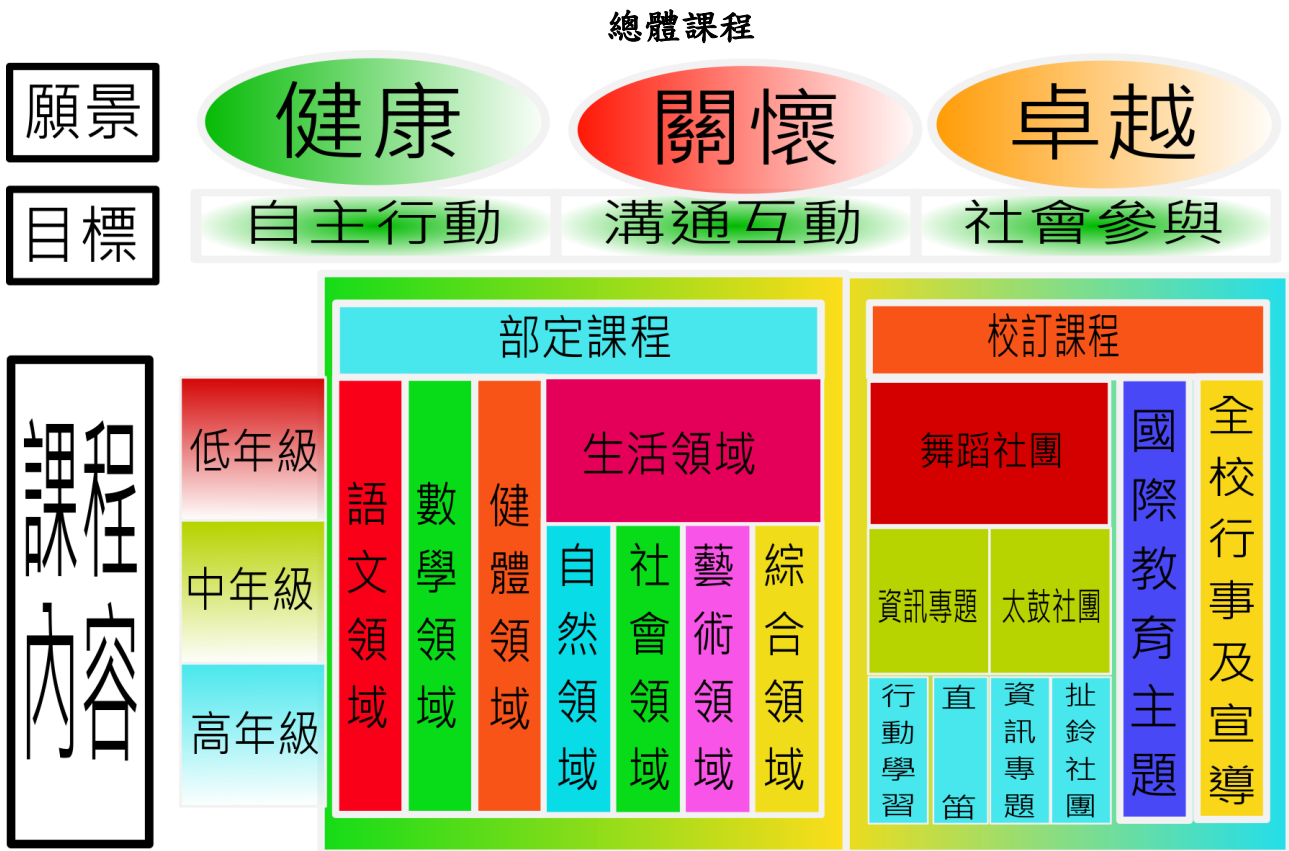 總體課程
願景
健康
關懷
卓越
目標
自主行動
溝通互動
社會參與
課程
內容
部定課程
校訂課程
低年級
中年級
高年級
語文領域
數學領域
健體領域
生活領域
自然領域
社會領域
藝術領域
綜合領域
舞蹈社團
資訊專題
太鼓社團
行動學習
直笛
資訊專題
扯鈴社團
國際教育主題
全校行事及宣導